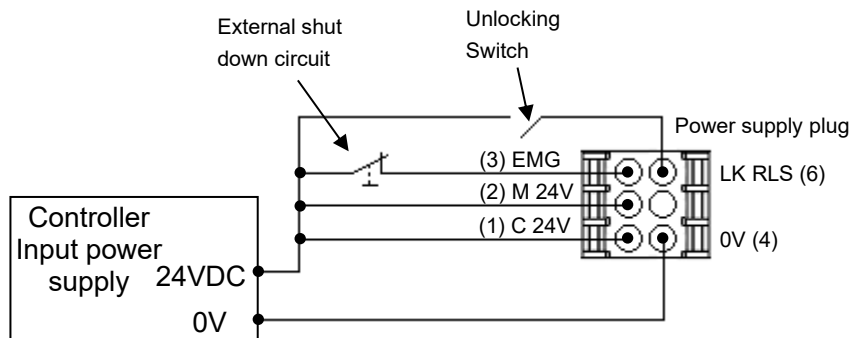 External shut
down circuit
Unlocking
Switch
Power supply plug
(3) EMG
LK RLS (6)
(2) M 24V
(1) C 24V
0V (4)
Controller
Input power
supply
24VDC
0V